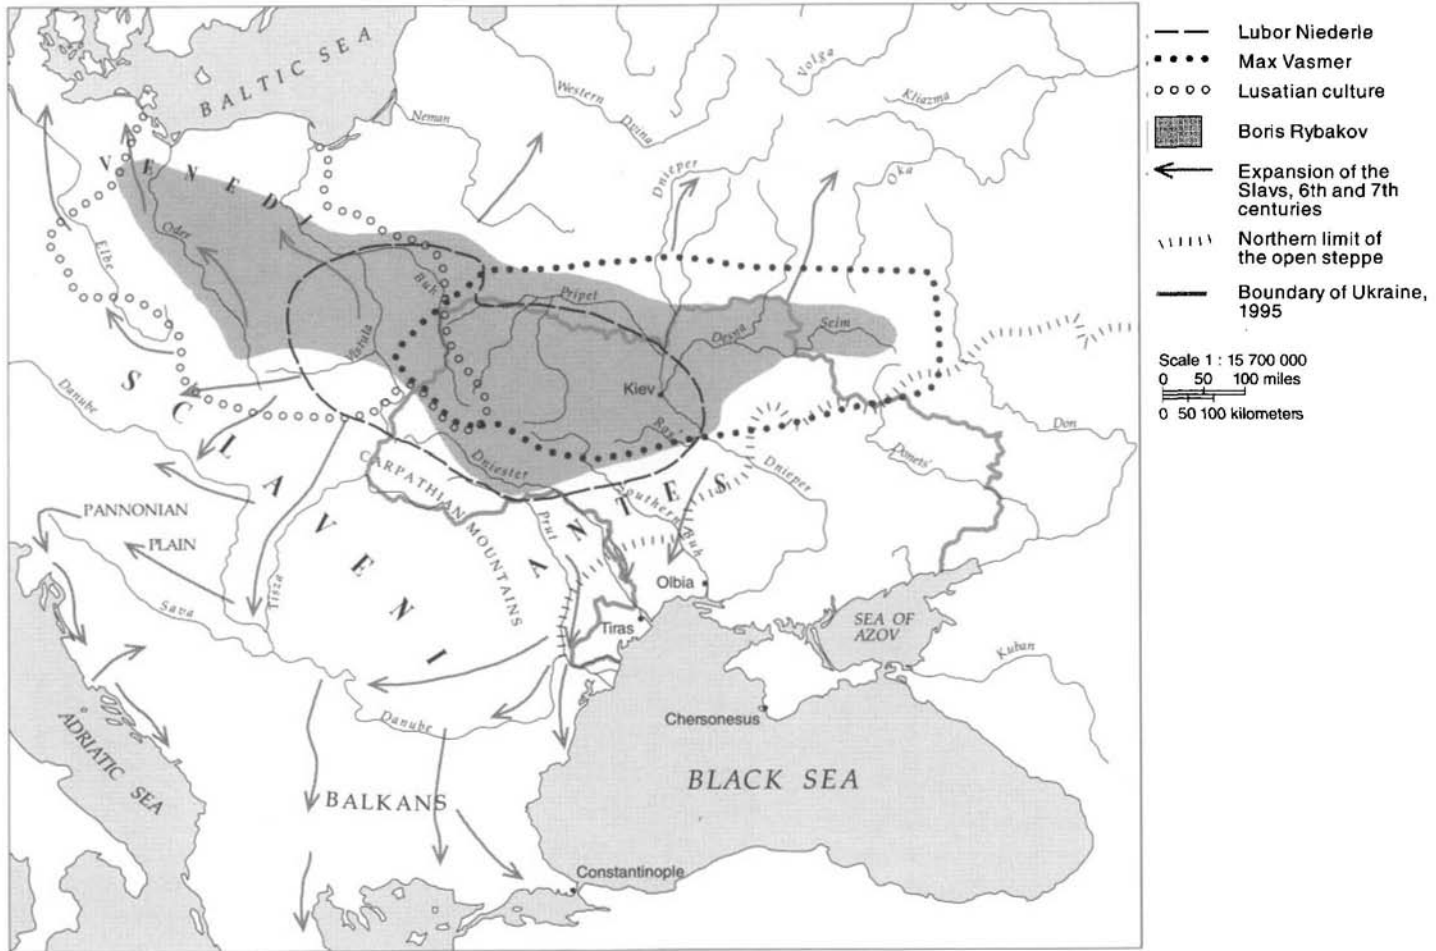 BALTIC SEA
Volga
Western Dvina
Kliazma
Neman
Dnieper
Oka
VENEDI
Oder
Elbe
Buh
Pripet
Vistula
Desna
Seim
Kiev
Danube
SCLAVENI
Ros'
Don
Donets'
Dniester
Dnieper
CARPATHIAN MOUNTAINS
ANTES
Southern Buh
PANNONIAN
PLAIN
Prut
Olbia
Tisza
Sava
Tiras
SEA OF
AZOV
Kuban
Danube
Chersonesus
ADRIATIC SEA
BLACK SEA
BALKANS
Constantinople
Lubor Niederle
Max Vasmer
Lusatian culture
Boris Rybakov
Expansion of the
Slavs, 6th and 7th
centuries
Northern limit of
the open steppe
Boundary of Ukraine,
1995
Scale 1 : 15 700 000
0 50 100 miles
0 50 100 kilometers